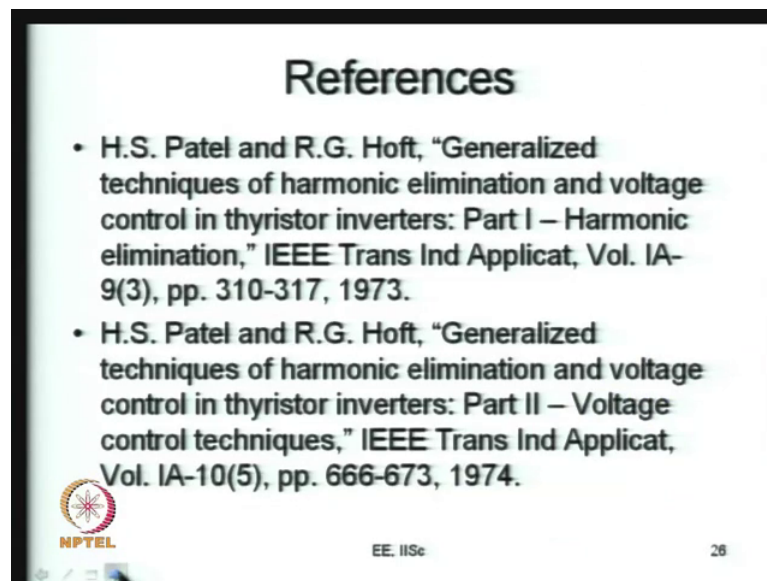 References
• H.S. Patel and R.G. Hoft, “Generalized
techniques of harmonic elimination and voltage
control in thyristor inverters: Part I – Harmonic
elimination,” IEEE Trans Ind Applicat, Vol. IA-
9(3), pp. 310-317, 1973.
• H.S. Patel and R.G. Hoft, “Generalized
techniques of harmonic elimination and voltage
control in thyristor inverters: Part II – Voltage
control techniques,” IEEE Trans Ind Applicat,
Vol. IA-10(5), pp. 666-673, 1974.
NPTEL
EE, IISc
26